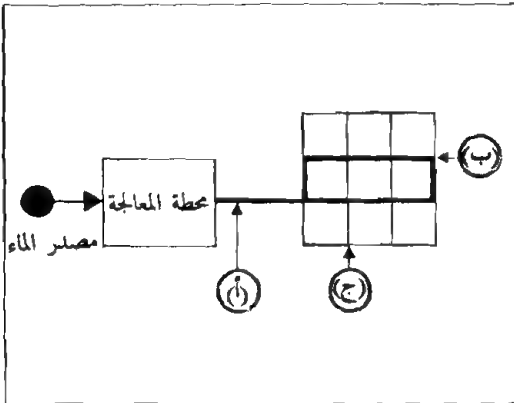 (ب)
محطة المعالجة
مصدر الماء
(أ)
(ج)